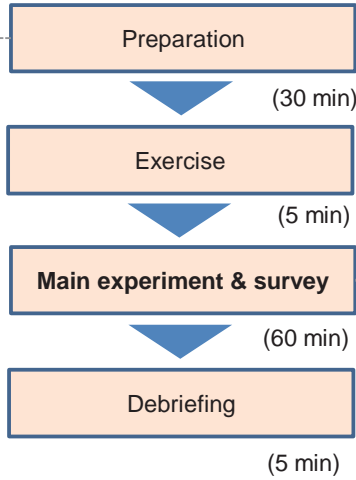 Preparation
(30 min)
Exercise
(5 min)
Main experiment & survey
(60 min)
Debriefing
(5 min)